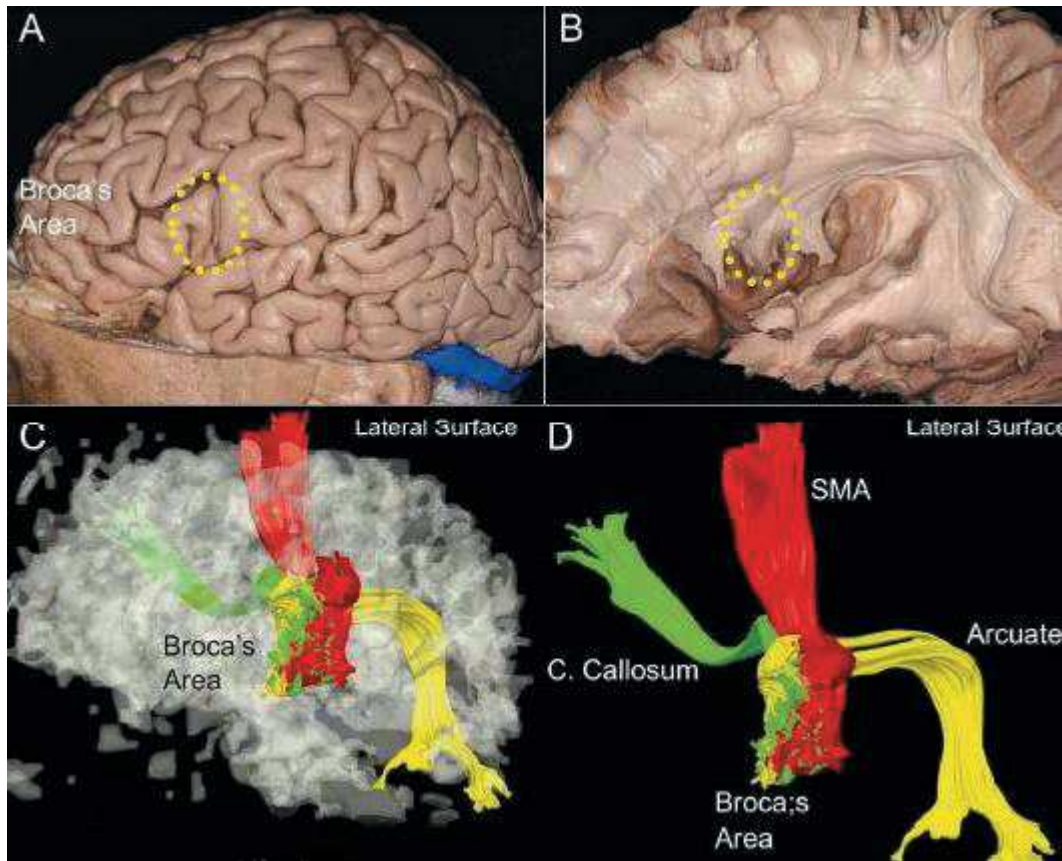 A
Broca's
Area
B
C
Lateral Surface
Broca's
Area
D
Lateral Surface
SMA
Arcuate
C. Callosum
Broca;s
Area